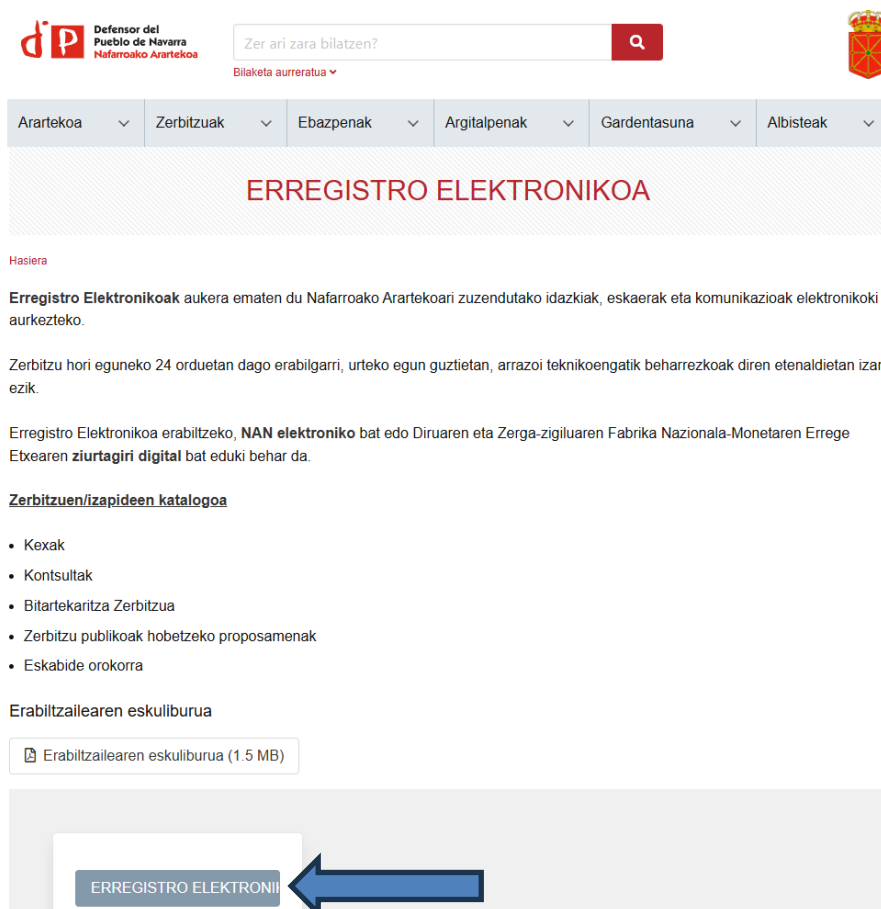 Defensor del
Pueblo de Navarra
Nafarroako Arartekoa
Zer ari zara bilatzen?
Bilaketa aurreratua
Arartekoa Zerbitzuak Ebazpenak Argitalpenak Gardentasuna Albisteak
ERREGISTRO ELEKTRONIKOA
Hasiera
Erregistro Elektronikoak aukera ematen du Nafarroako Arartekoari zuzendutako idazkiak, eskaerak eta komunikazioak elektronikoki
aurkezteko.
Zerbitzu hori eguneko 24 orduetan dago erabilgarri, urteko egun guztietan, arrazoi teknikoengatik beharrezkoak diren etenaldietan izan
ezik.
Erregistro Elektronikoa erabiltzeko, NAN elektroniko bat edo Diruaren eta Zerga-zigiluaren Fabrika Nazionala-Monetaren Errege
Etxearen ziurtagiri digital bat eduki behar da.
Zerbitzuen/izapideen katalogoa
• Kexak
• Kontsultak
• Bitartekaritza Zerbitzua
• Zerbitzu publikoak hobetzeko proposamenak
• Eskabide orokorra
Erabiltzailearen eskuliburua
Erabiltzailearen eskuliburua (1.5 MB)
ERREGISTRO ELEKTRONIK